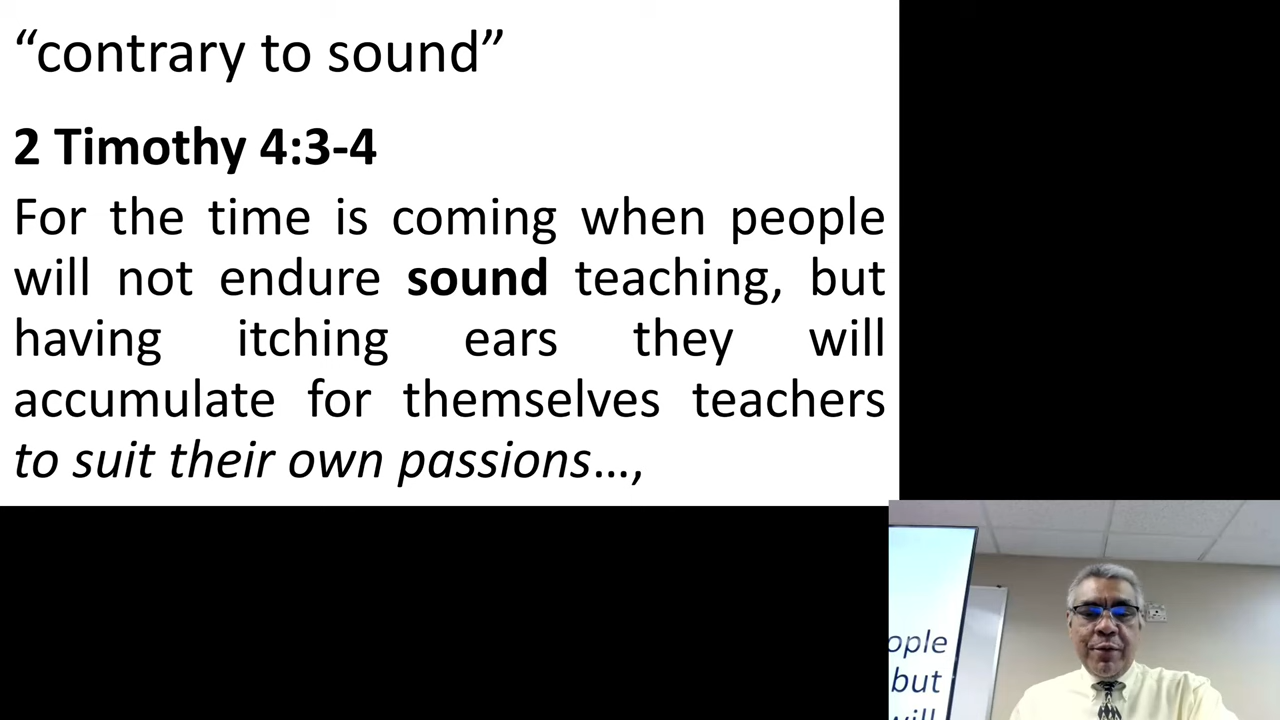 “contrary to sound”
2 Timothy 4:3-4
For the time is coming when people
will not endure sound teaching, but
having itching ears they will
accumulate for themselves teachers
to suit their own passions…,
ople
but
will